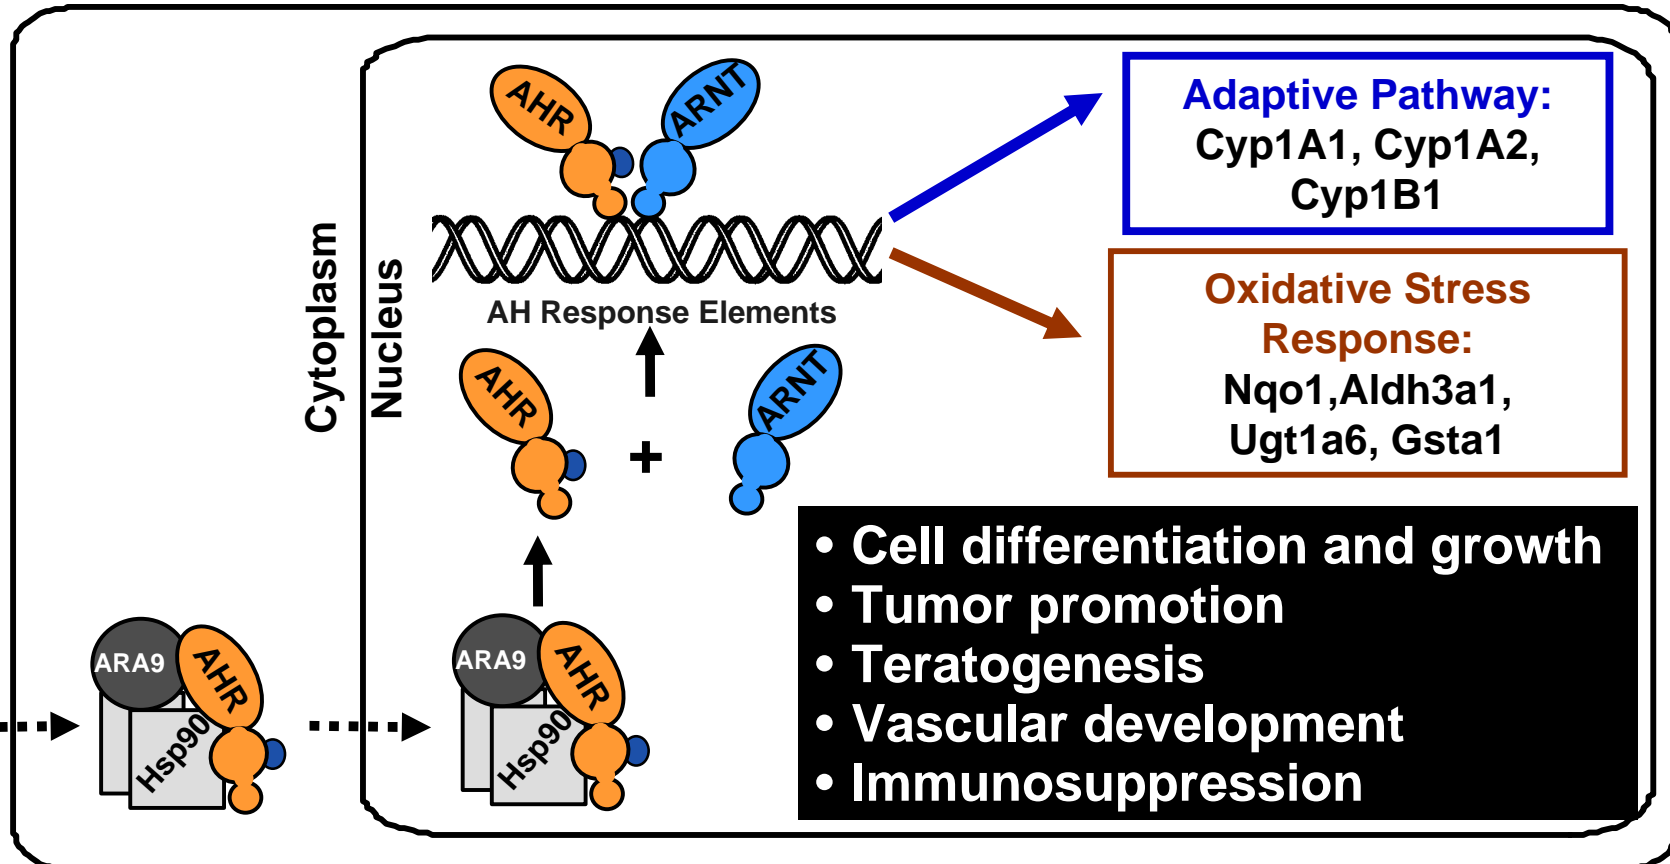 AHR
ARNT
Adaptive Pathway:
Cyp1A1, Cyp1A2,
Cyp1B1
Cytoplasm
Nucleus
AH Response Elements
Oxidative Stress
Response:
Nqo1,Aldh3a1,
Ugt1a6, Gsta1
AHR
+
ARNT
• Cell differentiation and growth
• Tumor promotion
• Teratogenesis
• Vascular development
• Immunosuppression
ARA9
AHR
Hsp90
ARA9
AHR
Hsp90